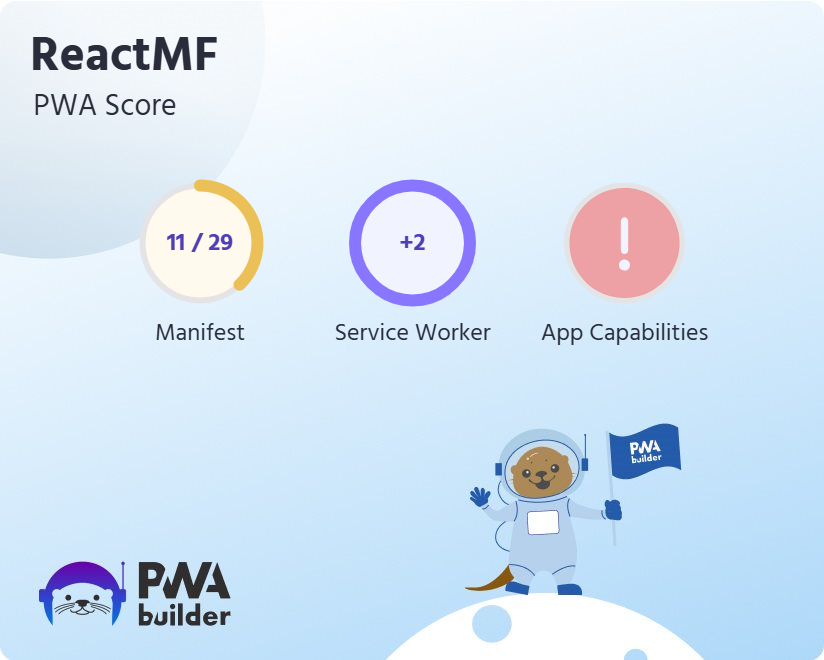 ReactMF
PWA Score
11 / 29
+2
!
Manifest
Service Worker
App Capabilities
PWA
builder
PWA
builder